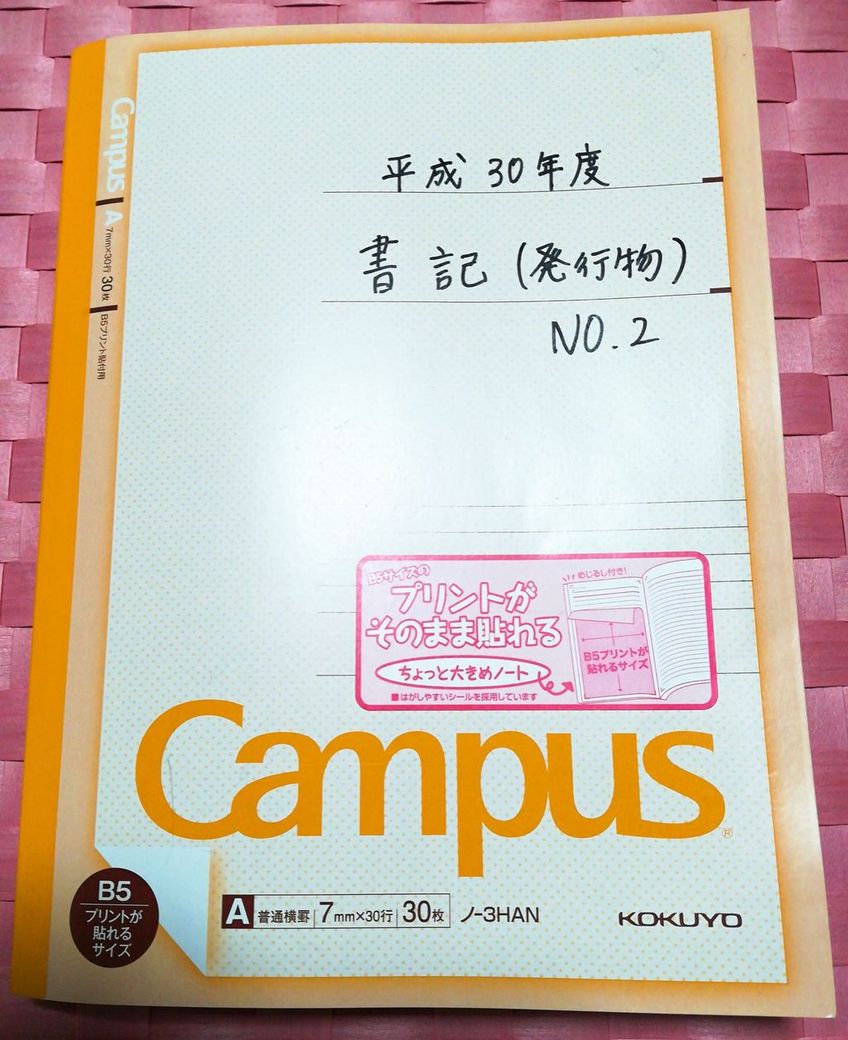 平成 30年度
書記 (発行物)
NO.2
Campus A 7mm×30行 30枚 B5プリント貼付用
B5サイズの
プリントが
そのまま貼れる
ちょっと大きめノート
■はがしやすいシールを採用しています
めじるし付き!
B5プリントが
貼れるサイズ
Campus®
B5
プリントが
貼れる
サイズ
A 普通横罫 7mm×30行 30枚 ノ-3HAN
KOKUYO